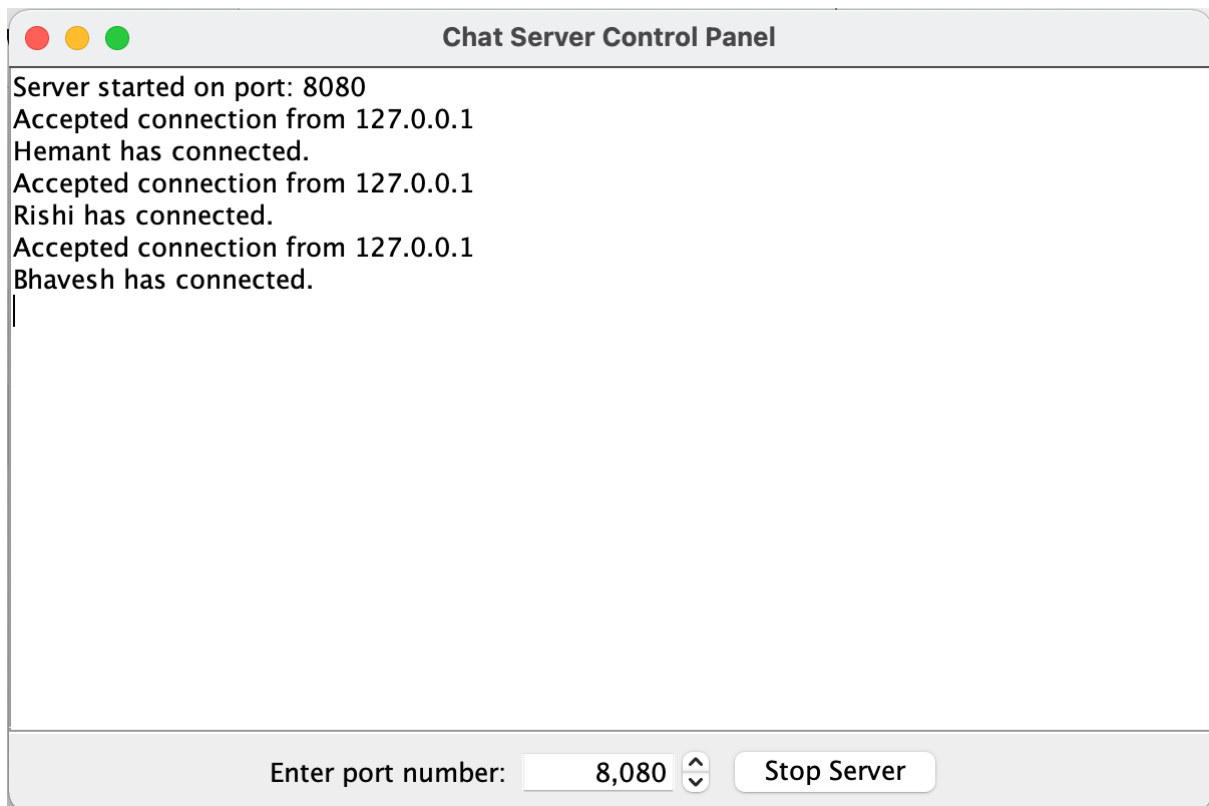 Chat Server Control Panel
Server started on port: 8080
Accepted connection from 127.0.0.1
Hemant has connected.
Accepted connection from 127.0.0.1
Rishi has connected.
Accepted connection from 127.0.0.1
Bhavesh has connected.
Enter port number: 8,080 Stop Server